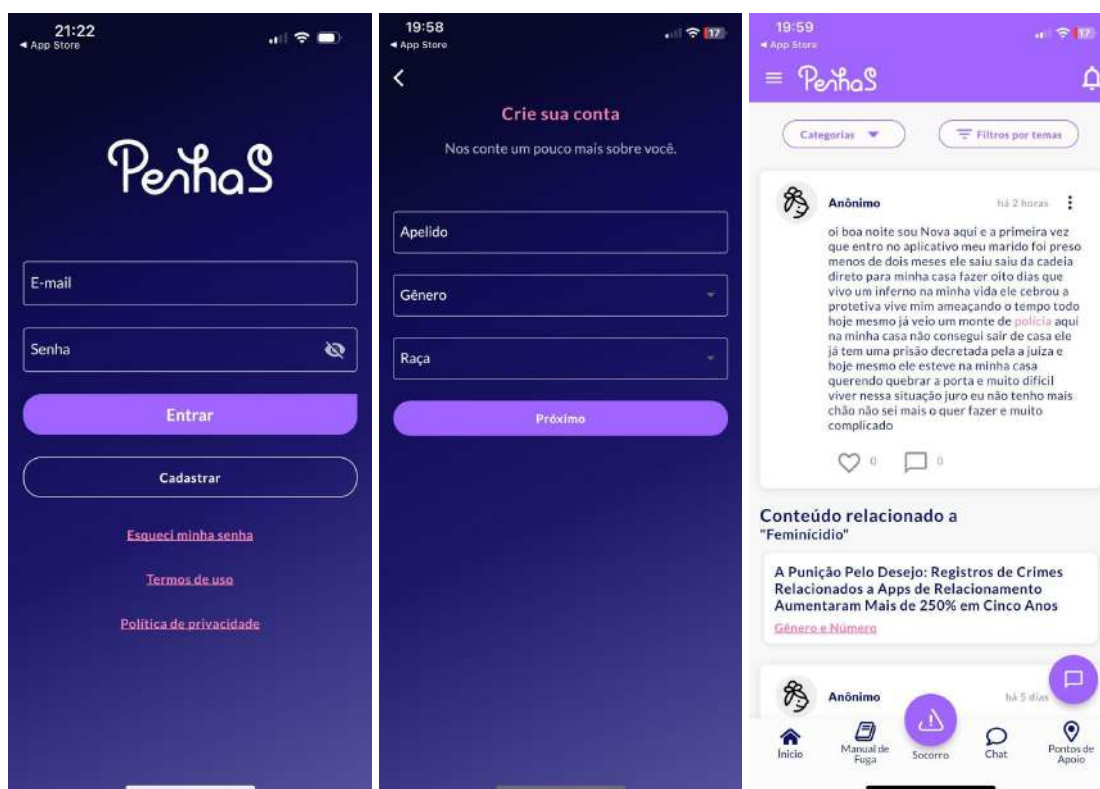 21:22
◄ App Store
PenhaS
E-mail
Senha
Entrar
Cadastrar
Esqueci minha senha
Termos de uso
Política de privacidade
19:58
◄ App Store
17
Crie sua conta
Nos conte um pouco mais sobre você.
Apelido
Gênero
Raça
Próximo
19:59
◄ App Store
17
PenhaS
Categorias
Filtros por temas
Anônimo
há 2 horas
oi boa noite sou Nova aqui e a primeira vez
que entro no aplicativo meu marido foi preso
menos de dois meses ele saiu saiu da cadeia
direto para minha casa fazer oito dias que
vivo um inferno na minha vida ele cebrou a
protetiva vive mim ameaçando o tempo todo
hoje mesmo já veio um monte de polícia aqui
na minha casa não consegui sair de casa ele
já tem uma prisão decretada pela a juiza e
hoje mesmo ele esteve na minha casa
querendo quebrar a porta e muito difícil
viver nessa situação juro eu não tenho mais
chão não sei mais o quer fazer e muito
complicado
0
0
Conteúdo relacionado a
"Feminícidio"
A Punição Pelo Desejo: Registros de Crimes
Relacionados a Apps de Relacionamento
Aumentaram Mais de 250% em Cinco Anos
Gênero e Número
Anônimo
há 5 dias
Início
Manual de
Fuga
Socorro
Chat
Pontos de
Apoio